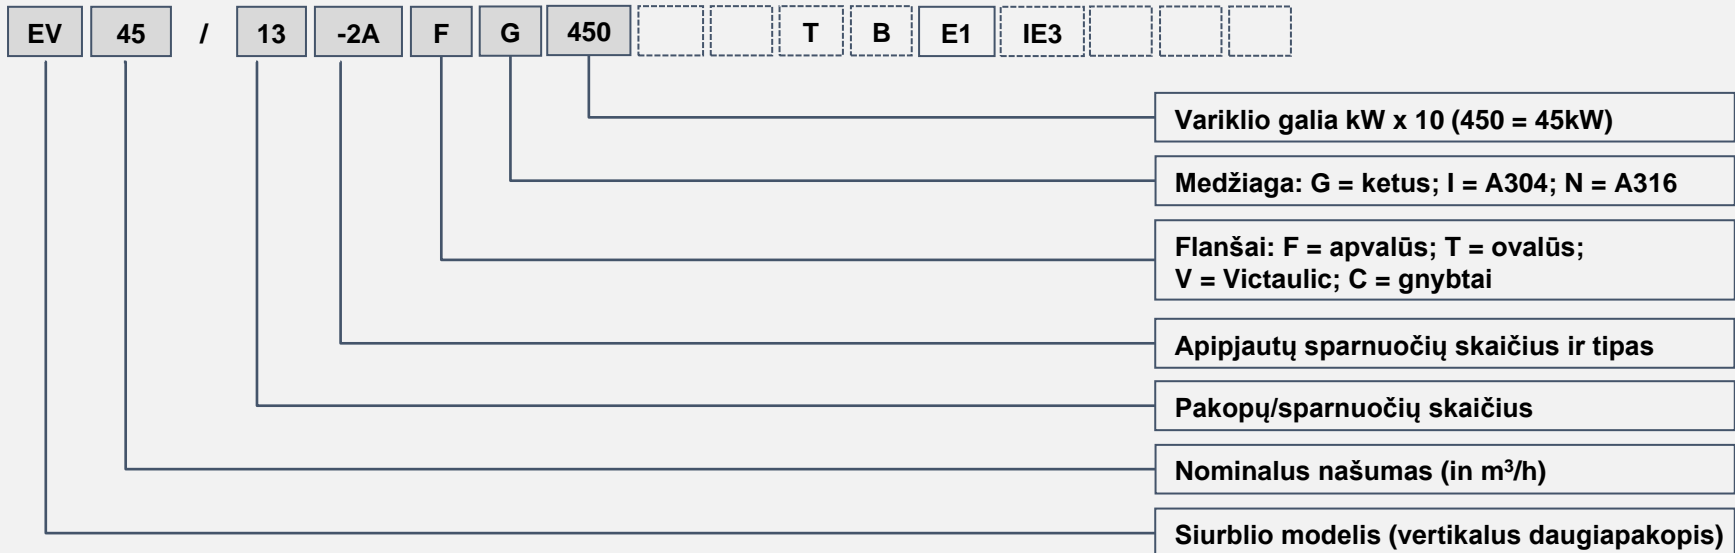 EV 45 / 13 -2A F G 450 T B E1 IE3
Variklio galia kW x 10 (450 = 45kW)
Medžiaga: G = ketus; I = A304; N = A316
Flanšai: F = apvalūs; T = ovalūs;
V = Victaulic; C = gnybtai
Apipjautų sparnuočių skaičius ir tipas
Pakopų/sparnuočių skaičius
Nominalus našumas (in m³/h)
Siurblio modelis (vertikalus daugiapakopis)